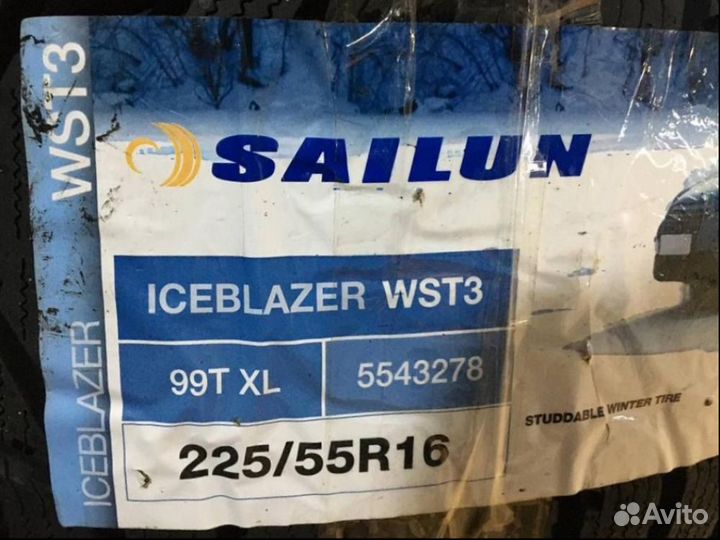 WST3
ICEBLAZER
SAILUN
ICEBLAZER WST3
99T XL
5543278
225/55R16
STUDDABLE WINTER TIRE
Avito